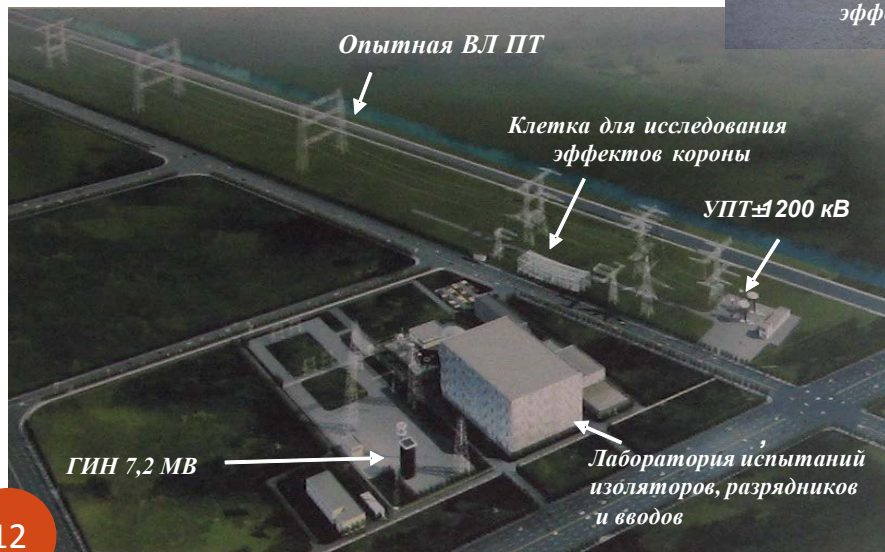 эфф
Опытная ВЛ ПТ
Клетка для исследования
эффектов короны
УПТ±1200 кВ
ГИН 7,2 МВ
Лаборатория испытаний
изоляторов, разрядников
и вводов
12